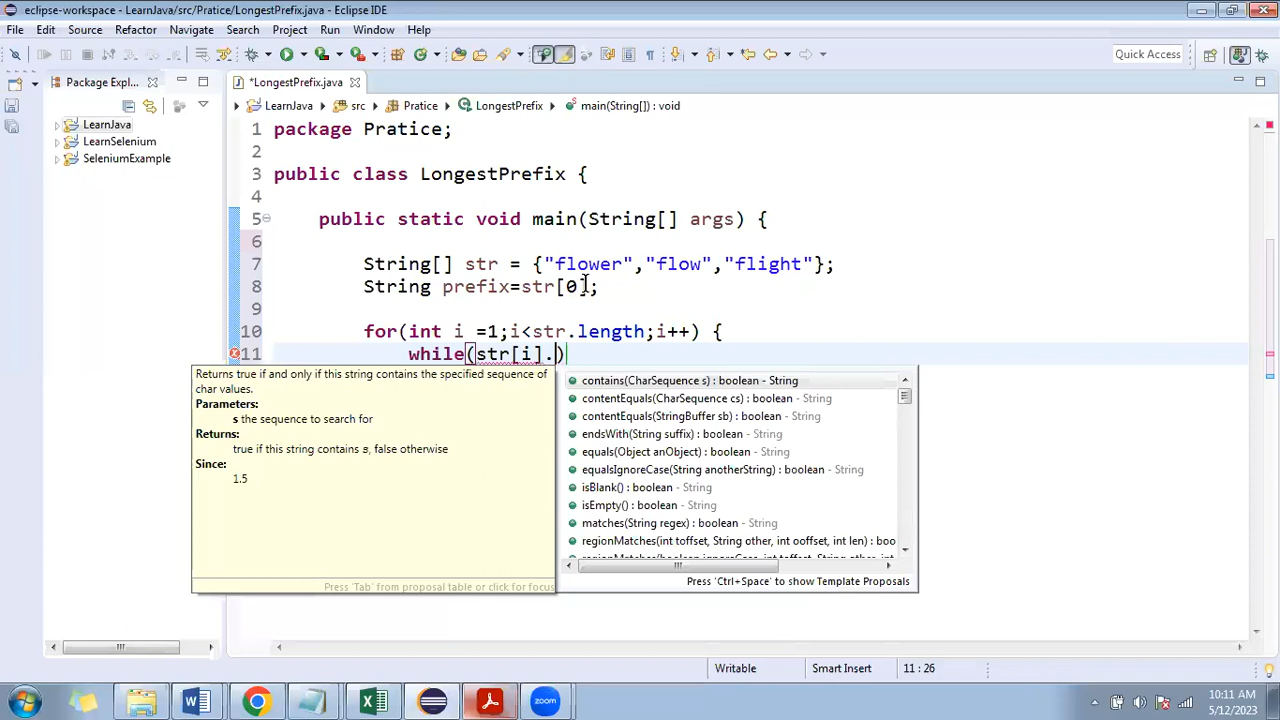 eclipse-workspace - LearnJava/src/Pratice/LongestPrefix.java - Eclipse IDE
File Edit Source Refactor Navigate Search Project Run Window Help
Quick Access
Package Expl...
*LongestPrefix.java
LearnJava
LearnSelenium
SeleniumExample
LearnJava src Pratice LongestPrefix main(String[]) : void
1 package Pratice;
2
3 public class LongestPrefix {
4
5 public static void main(String[] args) {
6
7 String[] str = {"flower","flow","flight"};
8 String prefix=str[0];
9
10 for(int i =1;i<str.length;i++) {
11 while(str[i].)
Returns true if and only if this string contains the specified sequence of
char values.
Parameters:
s the sequence to search for
Returns:
true if this string contains s, false otherwise
Since:
1.5
Press 'Tab' from proposal table or click for focus
contains(CharSequence s) : boolean - String
contentEquals(CharSequence cs) : boolean - String
contentEquals(StringBuffer sb) : boolean - String
endsWith(String suffix) : boolean - String
equals(Object anObject) : boolean - String
equalsIgnoreCase(String anotherString) : boolean - String
isBlank() : boolean - String
isEmpty() : boolean - String
matches(String regex) : boolean - String
regionMatches(int toffset, String other, int ooffset, int len) : boo
Press 'Ctrl+Space' to show Template Proposals
Writable
Smart Insert
11 : 26
zoom
10:11 AM
5/12/2023